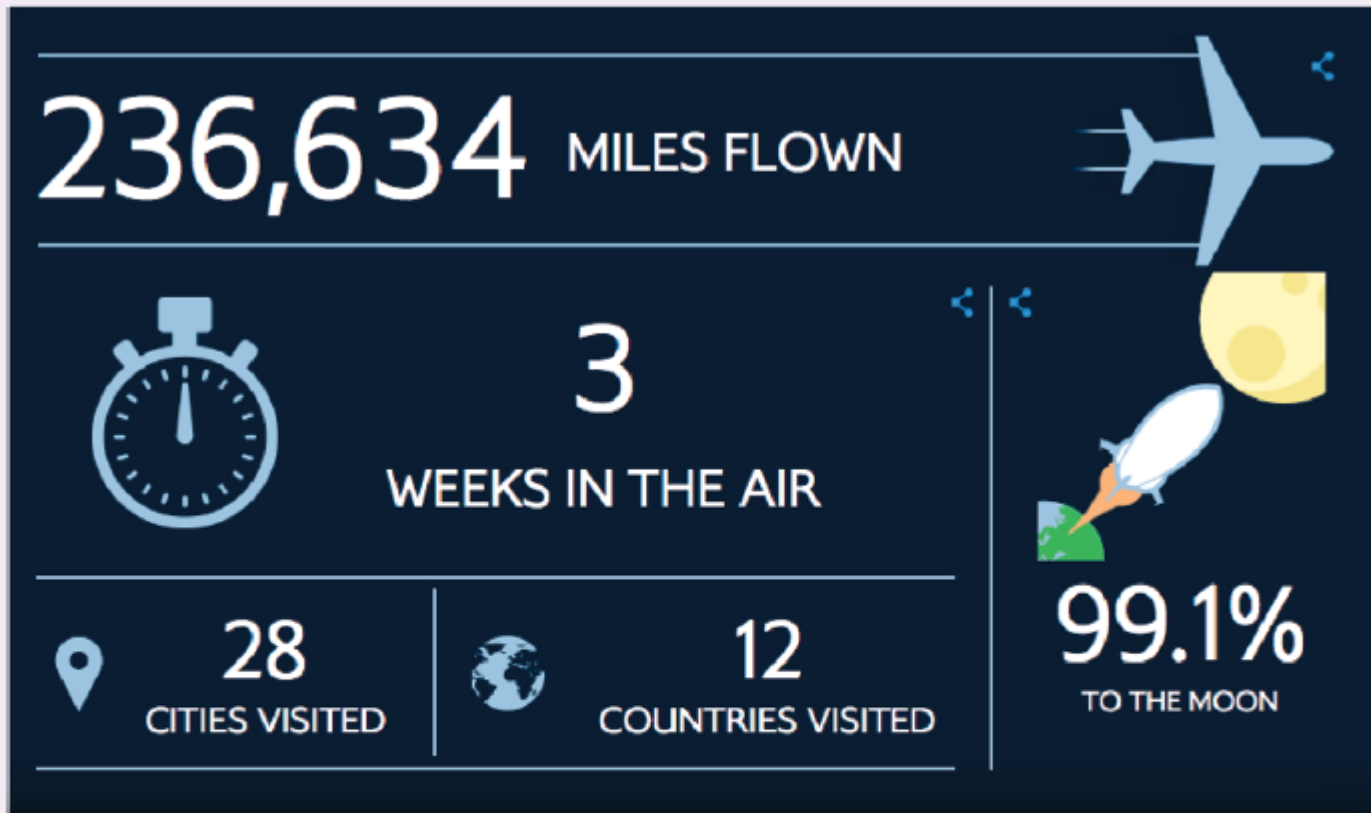 236,634 MILES FLOWN
3
WEEKS IN THE AIR
28
CITIES VISITED
12
COUNTRIES VISITED
99.1%
TO THE MOON